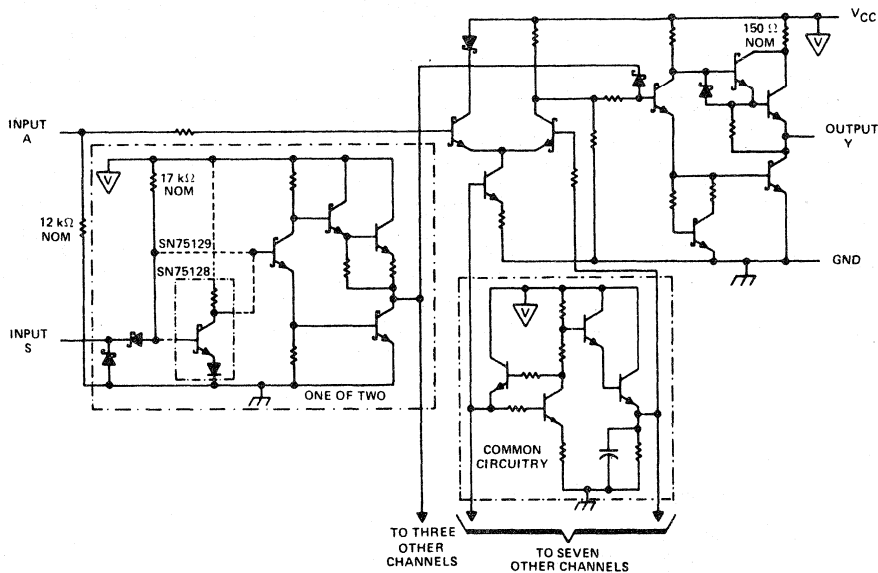 VCC
V
150 Ω
NOM
INPUT
A
OUTPUT
Y
V
17 kΩ
NOM
12 kΩ
NOM
SN75129
SN75128
GND
INPUT
S
V
ONE OF TWO
COMMON
CIRCUITRY
TO THREE
OTHER
CHANNELS
TO SEVEN
OTHER CHANNELS